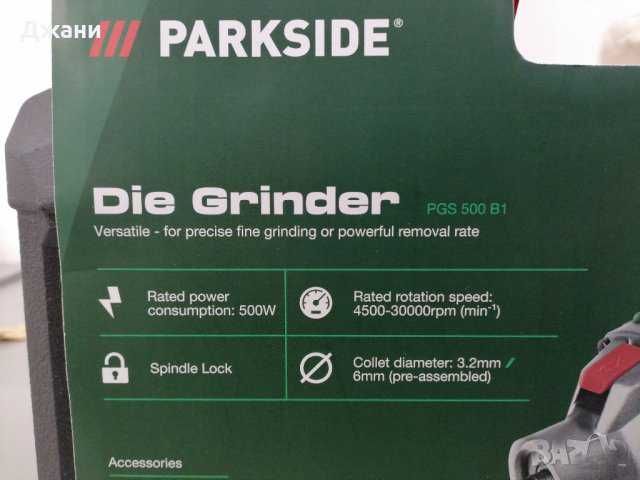 Джани
PARKSIDE®
Die Grinder PGS 500 B1
Versatile - for precise fine grinding or powerful removal rate
Rated power
consumption: 500W
Rated rotation speed:
4500-30000rpm (min⁻¹)
Spindle Lock
Collet diameter: 3.2mm /
6mm (pre-assembled)
Accessories